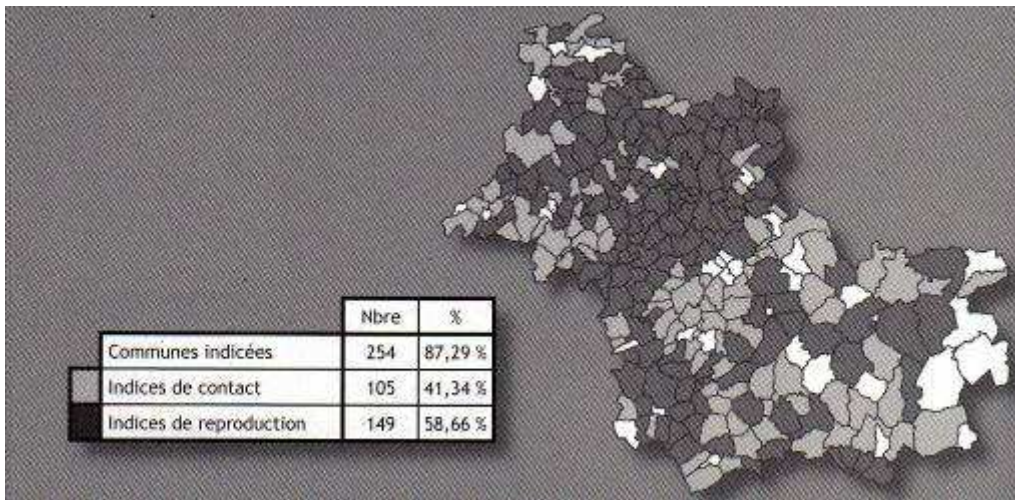 Nbre %
Communes indicées 254 87,29 %
Indices de contact 105 41,34 %
Indices de reproduction 149 58,66 %